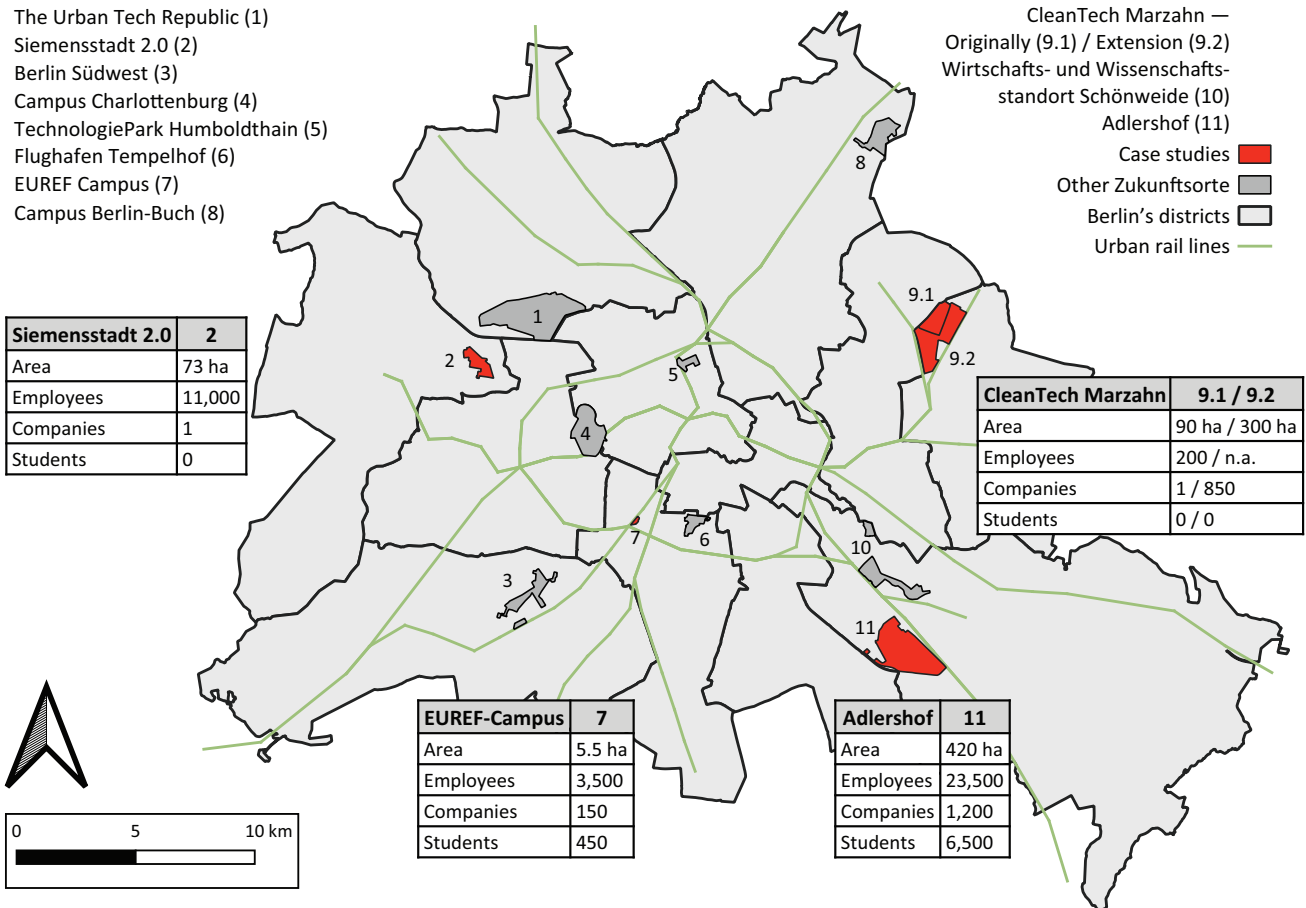 The Urban Tech Republic (1)
Siemensstadt 2.0 (2)
Berlin Südwest (3)
Campus Charlottenburg (4)
TechnologiePark Humboldthain (5)
Flughafen Tempelhof (6)
EUREF Campus (7)
Campus Berlin-Buch (8)
CleanTech Marzahn —
Originally (9.1) / Extension (9.2)
Wirtschafts- und Wissenschafts-
standort Schönweide (10)
Adlershof (11)
Case studies
Other Zukunftsorte
Berlin's districts
Urban rail lines
8
9.1
1
2
9.2
5
4
6
7
10
3
11
Siemensstadt 2.0 2
Area 73 ha
Employees 11,000
Companies 1
Students 0
CleanTech Marzahn 9.1 / 9.2
Area 90 ha / 300 ha
Employees 200 / n.a.
Companies 1 / 850
Students 0 / 0
EUREF-Campus 7
Area 5.5 ha
Employees 3,500
Companies 150
Students 450
Adlershof 11
Area 420 ha
Employees 23,500
Companies 1,200
Students 6,500
0 5 10 km